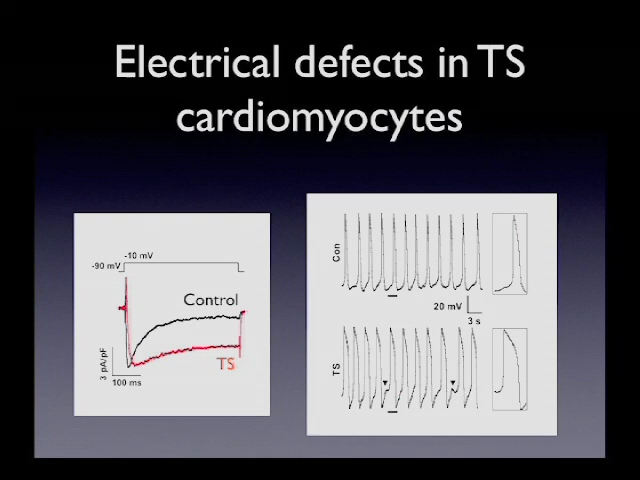 Electrical defects in TS
cardiomyocytes
-10 mV
-90 mV
Control
TS
3 pA/pF
100 ms
Con
20 mV
3 s
TS